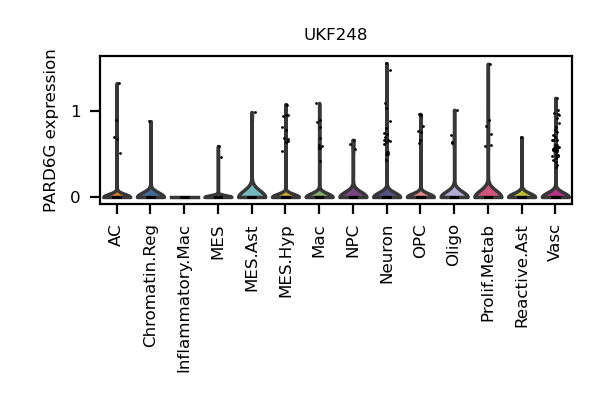 UKF248
PARD6G expression
1
0
AC
Chromatin.Reg
Inflammatory.Mac
MES
MES.Ast
MES.Hyp
Mac
NPC
Neuron
OPC
Oligo
Prolif.Metab
Reactive.Ast
Vasc